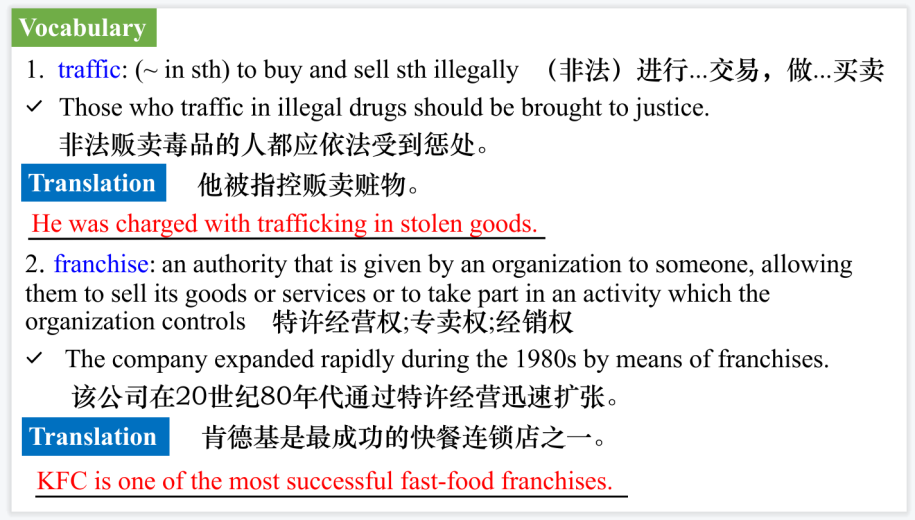 Vocabulary
1. traffic: (~ in sth) to buy and sell sth illegally （非法）进行...交易，做...买卖
✓ Those who traffic in illegal drugs should be brought to justice.
非法贩卖毒品的人都应依法受到惩处。
Translation 他被指控贩卖赃物。
He was charged with trafficking in stolen goods.
2. franchise: an authority that is given by an organization to someone, allowing
them to sell its goods or services or to take part in an activity which the
organization controls 特许经营权;专卖权;经销权
✓ The company expanded rapidly during the 1980s by means of franchises.
该公司在20世纪80年代通过特许经营迅速扩张。
Translation 肯德基是最成功的快餐连锁店之一。
KFC is one of the most successful fast-food franchises.